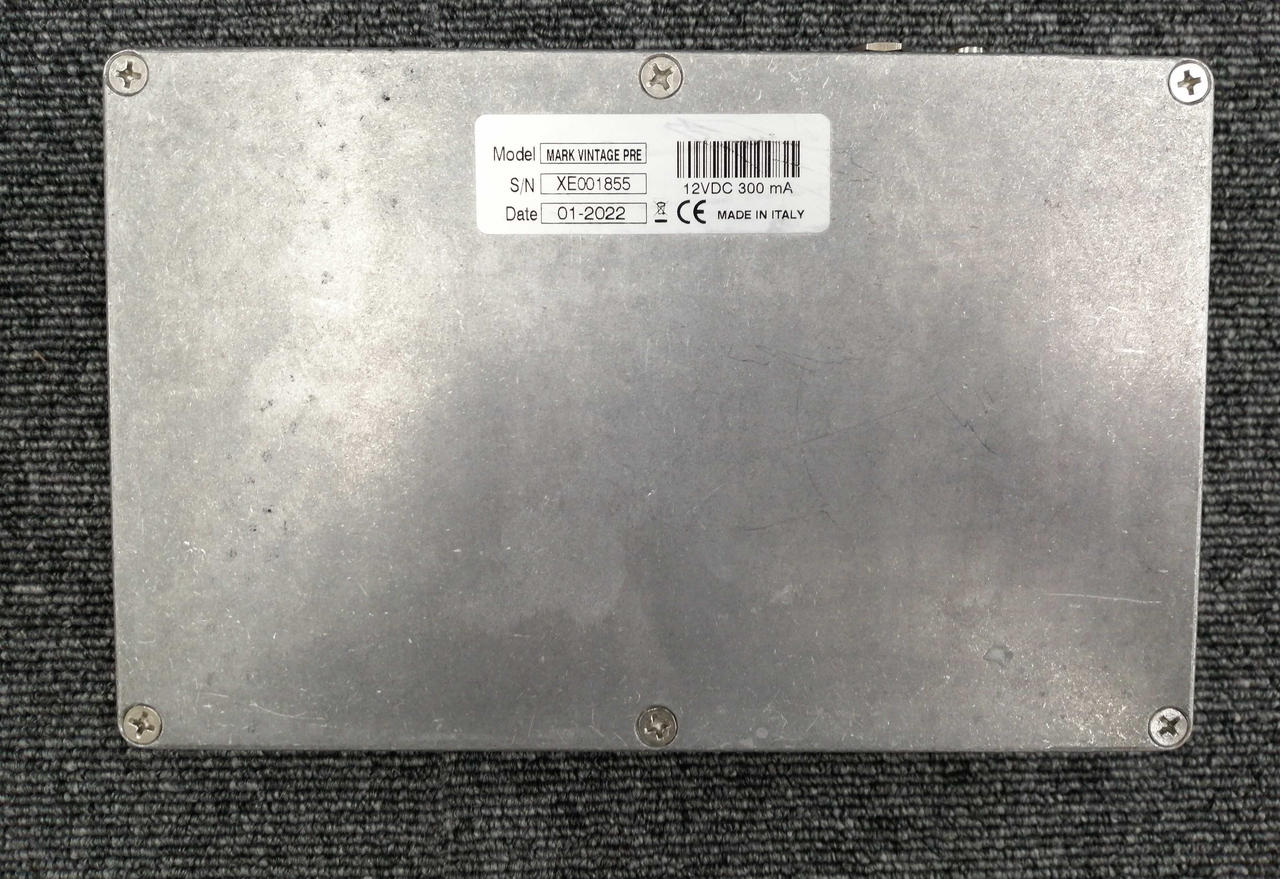 Model MARK VINTAGE PRE
S/N XE001855
12VDC 300 mA
Date 01-2022 CE MADE IN ITALY